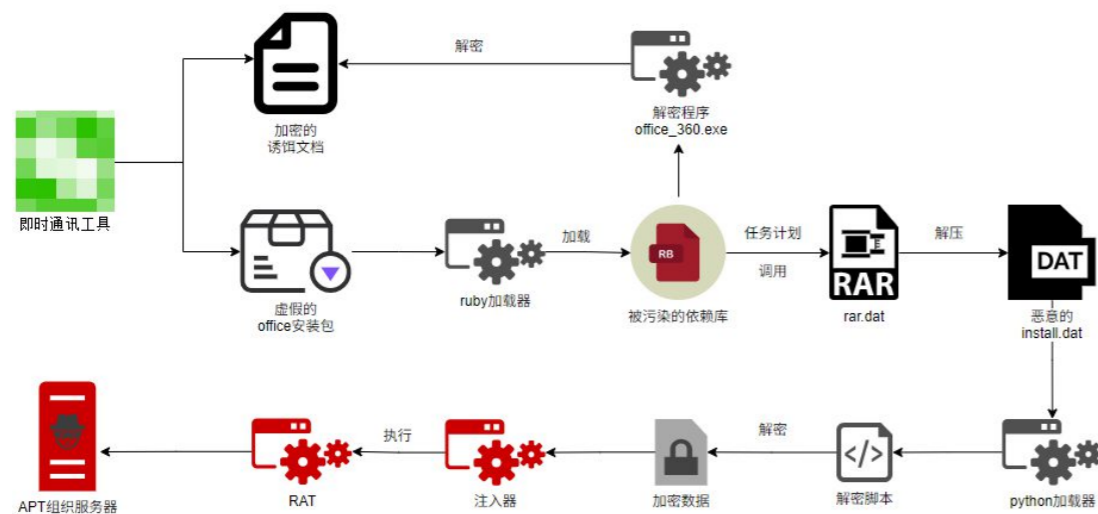 解密
加密的
诱饵文档
解密程序
office_360.exe
即时通讯工具
虚假的
office安装包
ruby加载器
加载
RB
被污染的依赖库
任务计划
调用
RAR
rar.dat
解压
DAT
恶意的
install.dat
APT组织服务器
RAT
执行
注入器
加密数据
解密
</>
解密脚本
python加载器